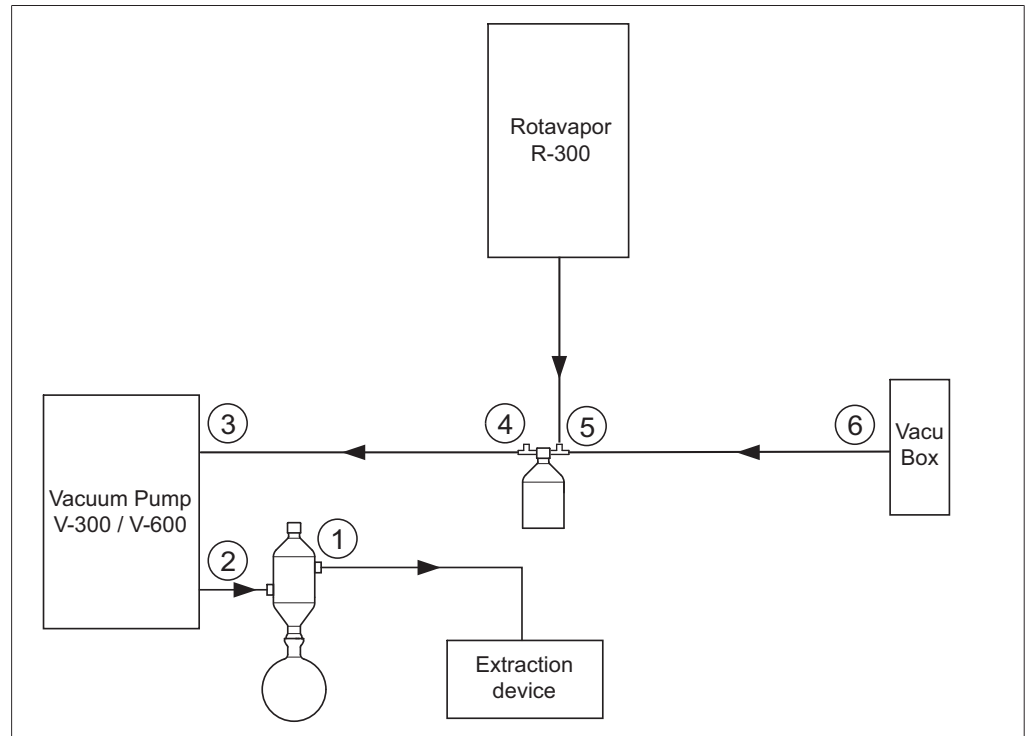 Rotavapor
R-300
3
4
5
6
Vacu
Box
Vacuum Pump
V-300 / V-600
2
1
Extraction
device